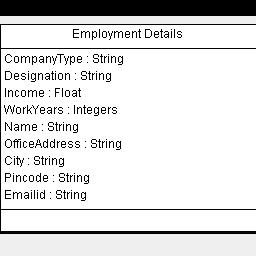 Employment Details
CompanyType : String
Designation : String
Income : Float
WorkYears : Integers
Name : String
OfficeAddress : String
City : String
Pincode : String
Emailid : String